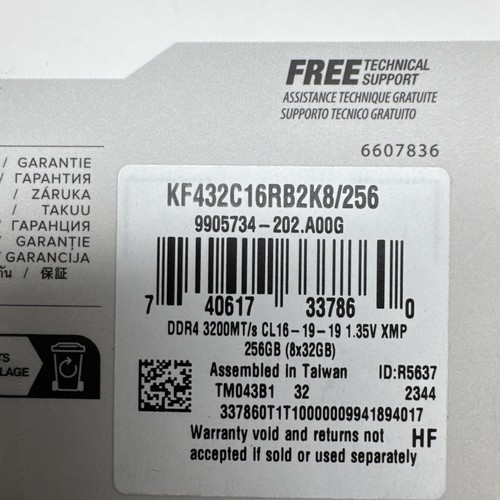 FREE TECHNICAL SUPPORT
ASSISTANCE TECHNIQUE GRATUITE
SUPPORTO TECNICO GRATUITO
6607836
/ GARANTIE
/ ГАРАНТИЯ
/ ZÁRUKA
/ TAKUU
/ ГАРАНЦИЯ
/ GARANTIE
/ GARANCIJA
/ 保証
KF432C16RB2K8/256
9905734-202.A00G
7 40617 33786 0
DDR4 3200MT/s CL16-19-19 1.35V XMP
256GB (8x32GB)
Assembled in Taiwan ID:R5637
TM043B1 32 2344
337860T1T10000009941894017
Warranty void and returns not HF
accepted if sold or used separately